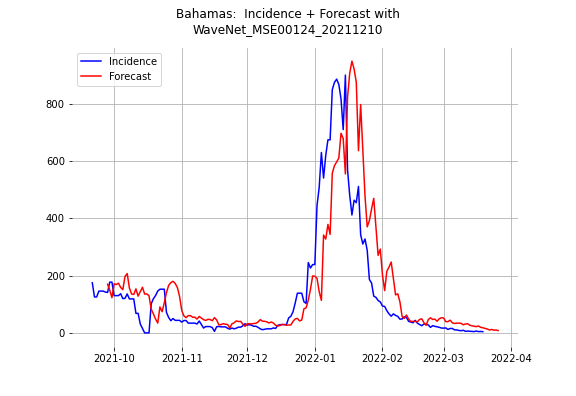 Bahamas:  Incidence + Forecast with
WaveNet_MSE00124_20211210
Incidence
Forecast
800
600
400
200
0
2021-10 2021-11 2021-12 2022-01 2022-02 2022-03 2022-04